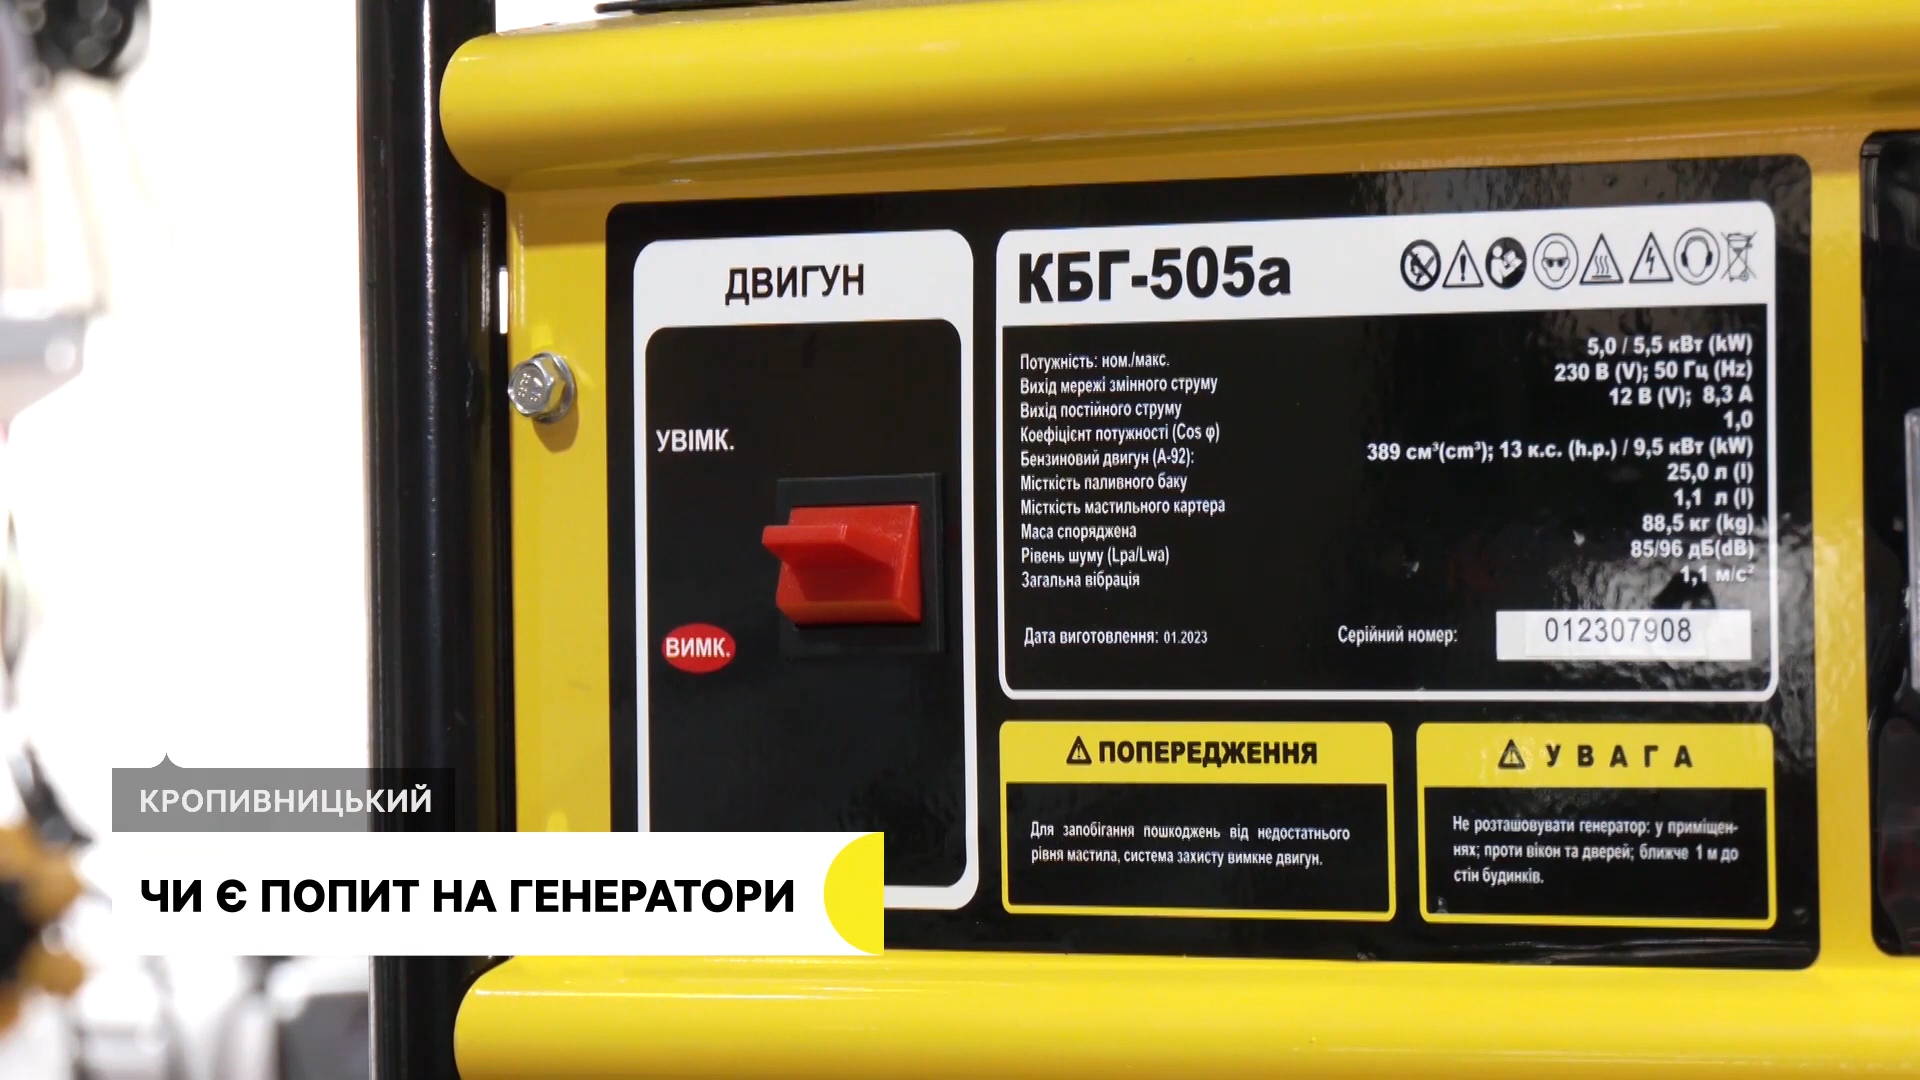 ДВИГУН
УВІМК.
ВИМК.
КБГ-505а
Потужність: ном./макс. 5,0 / 5,5 кВт (kW)
Вихід мережі змінного струму 230 В (V); 50 Гц (Hz)
Вихід постійного струму 12 В (V); 8,3 А
Коефіцієнт потужності (Cos φ) 1,0
Бензиновий двигун (А-92): 389 см³(cm³); 13 к.с. (h.p.) / 9,5 кВт (kW)
Місткість паливного баку 25,0 л (l)
Місткість мастильного картера 1,1 л (l)
Маса споряджена 88,5 кг (kg)
Рівень шуму (Lpa/Lwa) 85/96 дБ(dB)
Загальна вібрація 1,1 м/с²
Дата виготовлення: 01.2023 Серійний номер: 012307908
ПОПЕРЕДЖЕННЯ
Для запобігання пошкоджень від недостатнього
рівня мастила, система захисту вимкне двигун.
УВАГА
Не розташовувати генератор: у приміщен-
нях; проти вікон та дверей; ближче 1 м до
стін будинків.
КРОПИВНИЦЬКИЙ
ЧИ Є ПОПИТ НА ГЕНЕРАТОРИ